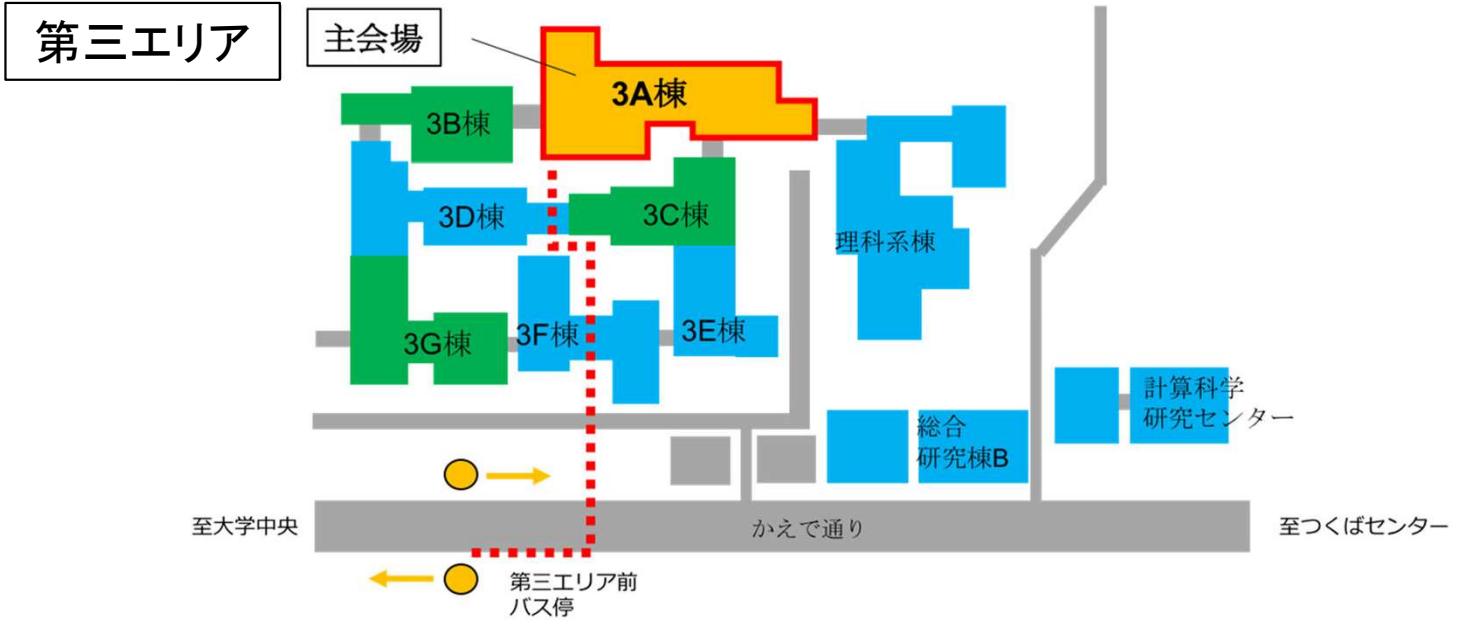 第三エリア
主会場
3A棟
3B棟
3D棟
3C棟
理科系棟
3G棟
3F棟
3E棟
計算科学
研究センター
総合
研究棟B
至大学中央
かえで通り
至つくばセンター
第三エリア前
バス停